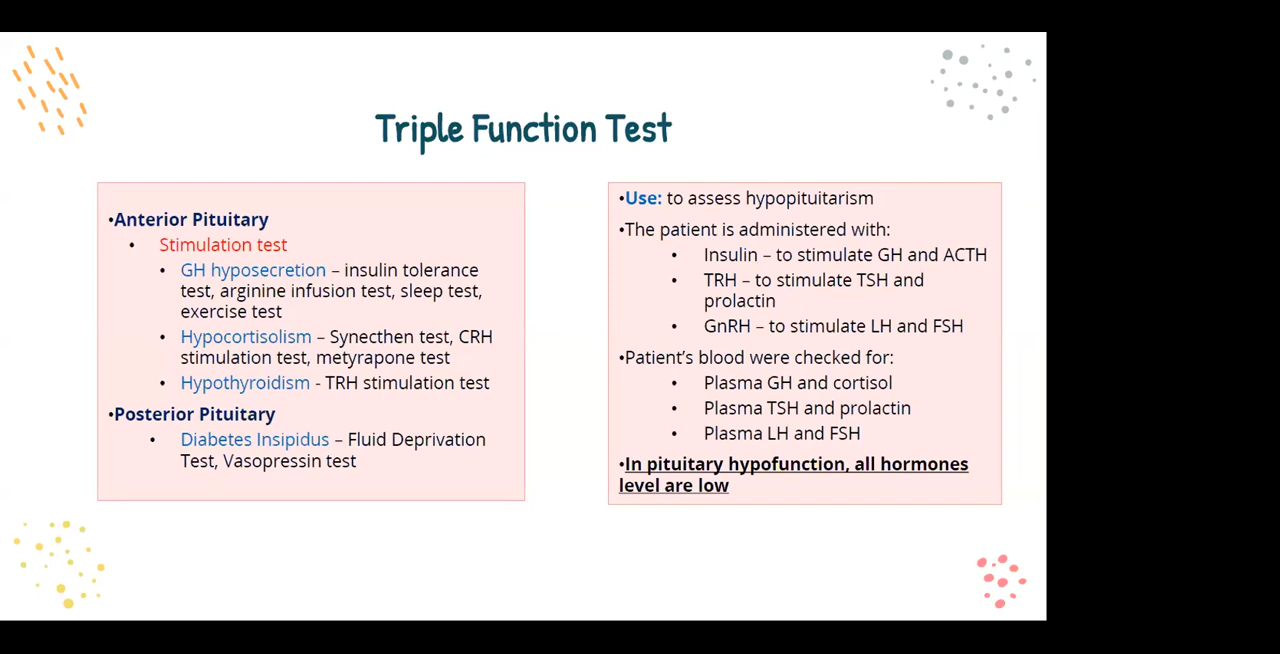 Triple Function Test
•Anterior Pituitary
• Stimulation test
• GH hyposecretion – insulin tolerance
test, arginine infusion test, sleep test,
exercise test
• Hypocortisolism – Synecthen test, CRH
stimulation test, metyrapone test
• Hypothyroidism - TRH stimulation test
•Posterior Pituitary
• Diabetes Insipidus – Fluid Deprivation
Test, Vasopressin test
•Use: to assess hypopituitarism
•The patient is administered with:
• Insulin – to stimulate GH and ACTH
• TRH – to stimulate TSH and
prolactin
• GnRH – to stimulate LH and FSH
•Patient’s blood were checked for:
• Plasma GH and cortisol
• Plasma TSH and prolactin
• Plasma LH and FSH
•In pituitary hypofunction, all hormones
level are low